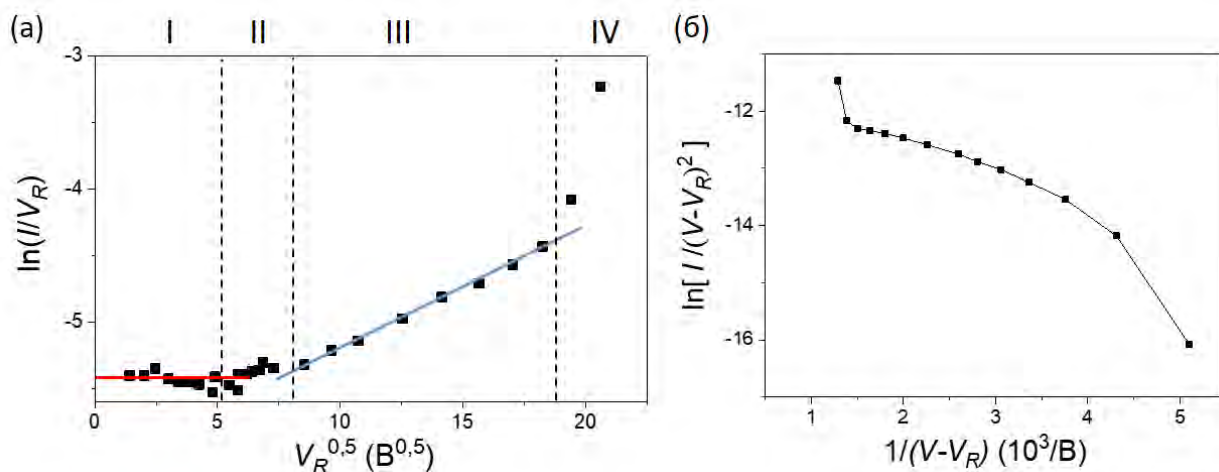 (а)
I II III IV
-3
-4
-5
ln(I/V_R)
0 5 10 15 20
V_R^0,5 (В^0,5)
(б)
-12
-14
-16
ln[ I /(V-V_R)^2 ]
1 2 3 4 5
1/(V-V_R) (10^3/В)